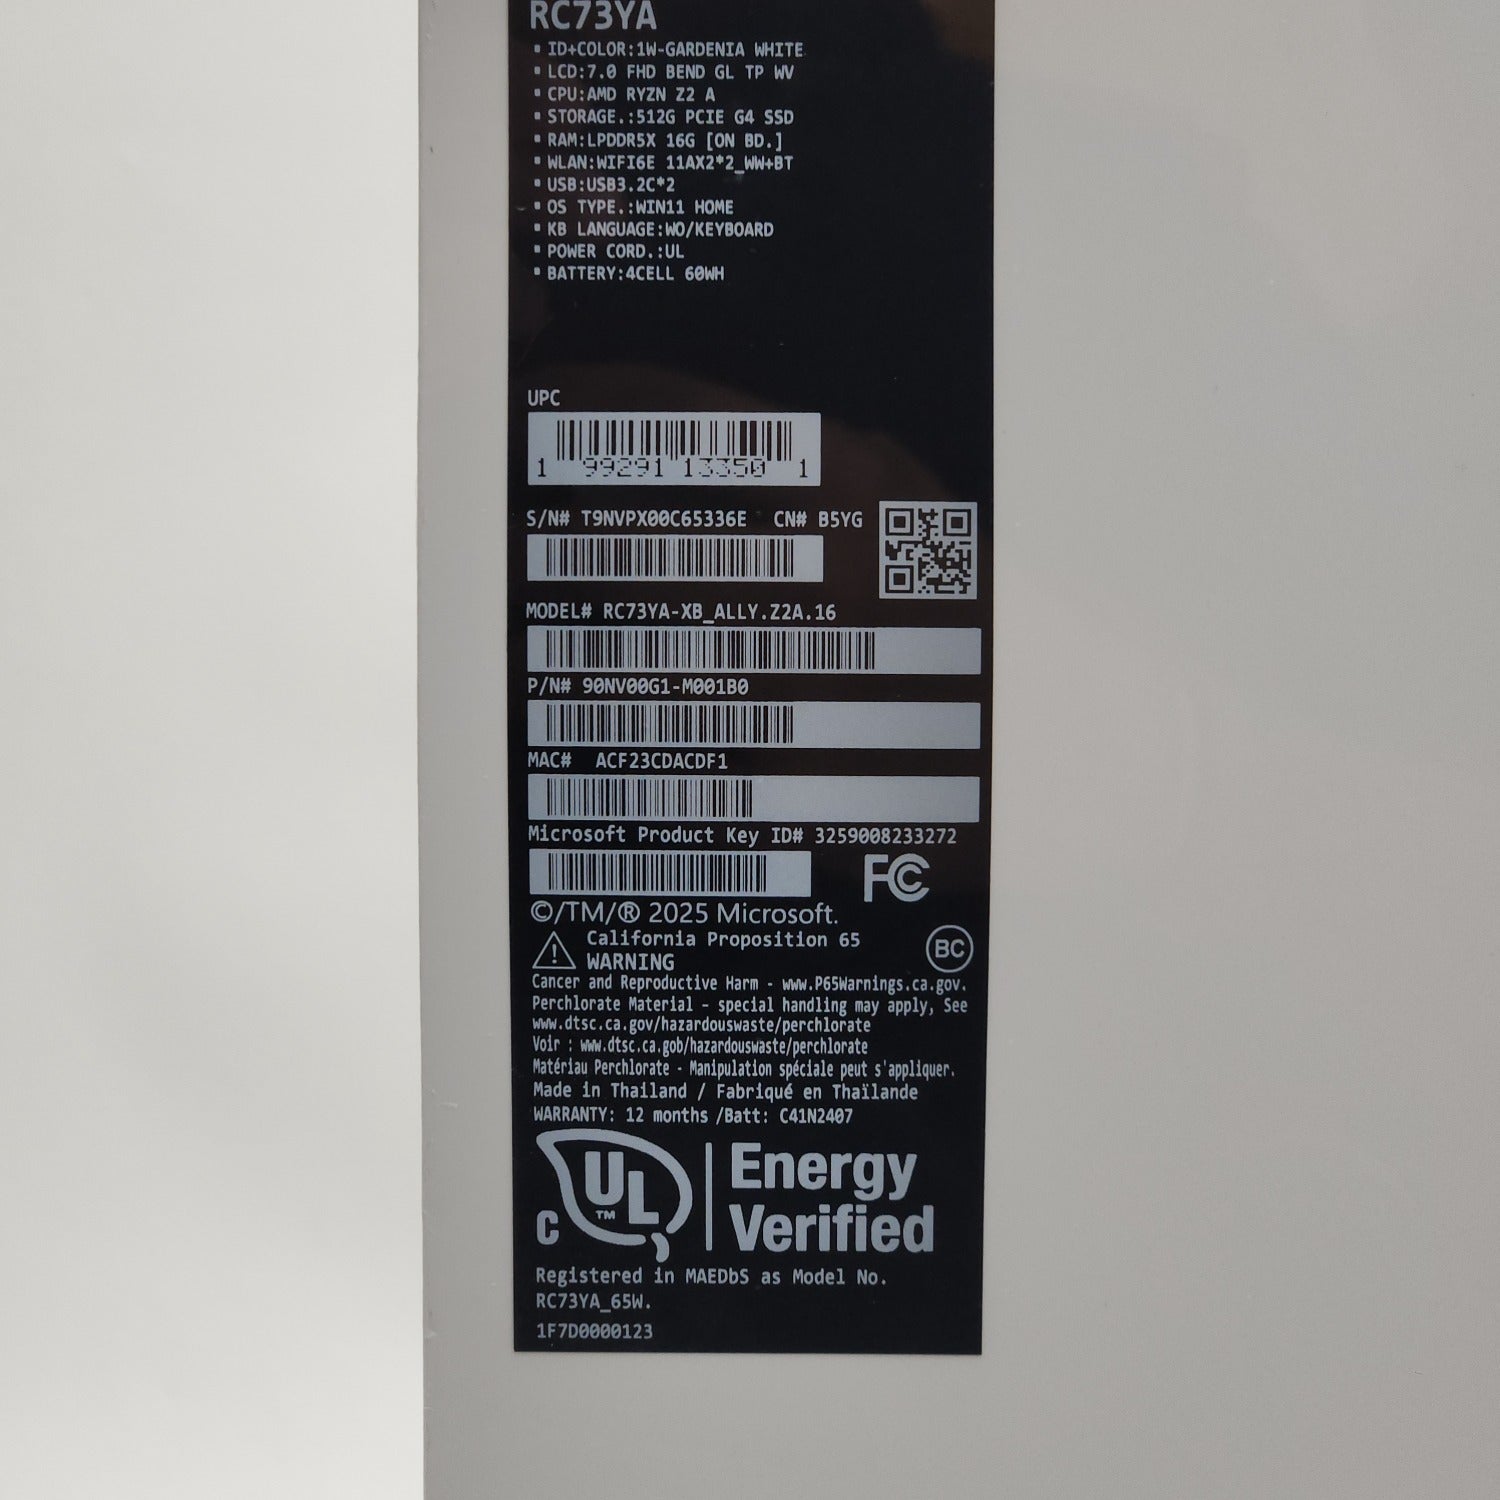 RC73YA
▪ ID+COLOR:1W-GARDENIA WHITE
▪ LCD:7.0 FHD BEND GL TP WV
▪ CPU:AMD RYZN Z2 A
▪ STORAGE.:512G PCIE G4 SSD
▪ RAM:LPDDR5X 16G [ON BD.]
▪ WLAN:WIFI6E 11AX2*2_WW+BT
▪ USB:USB3.2C*2
▪ OS TYPE.:WIN11 HOME
▪ KB LANGUAGE:WO/KEYBOARD
▪ POWER CORD.:UL
▪ BATTERY:4CELL 60WH
UPC
1 99291 13350 1
S/N# T9NVPX00C65336E CN# B5YG
MODEL# RC73YA-XB_ALLY.Z2A.16
P/N# 90NV00G1-M001B0
MAC# ACF23CDACDF1
Microsoft Product Key ID# 3259008233272
FC
©/TM/® 2025 Microsoft.
California Proposition 65
WARNING
BC
Cancer and Reproductive Harm - www.P65Warnings.ca.gov.
Perchlorate Material - special handling may apply, See
www.dtsc.ca.gov/hazardouswaste/perchlorate
Voir : www.dtsc.ca.gob/hazardouswaste/perchlorate
Matériau Perchlorate - Manipulation spéciale peut s'appliquer.
Made in Thailand / Fabriqué en Thaïlande
WARRANTY: 12 months /Batt: C41N2407
C UL ™ Energy
Verified
Registered in MAEDbS as Model No.
RC73YA_65W.
1F7D0000123